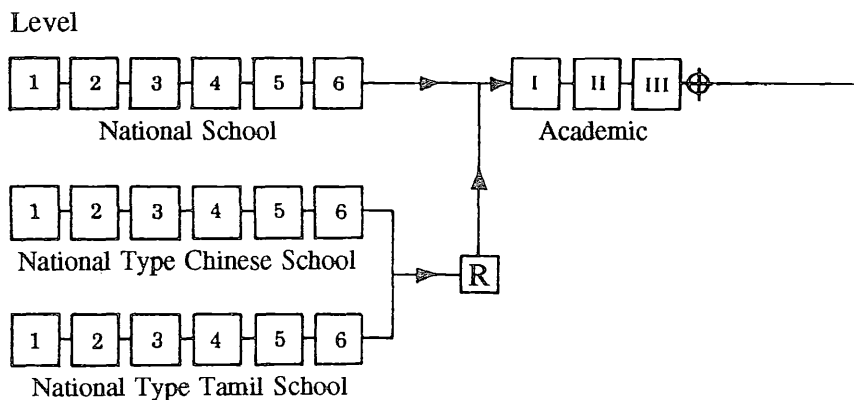 Level
1 2 3 4 5 6 I II III
National School Academic
1 2 3 4 5 6
National Type Chinese School
R
1 2 3 4 5 6
National Type Tamil School